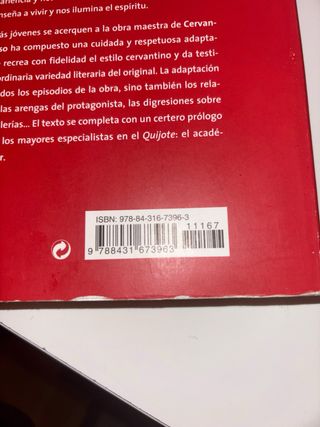 enseña a vivir y nos ilumina el espíritu.
ás jóvenes se acerquen a la obra maestra de Cervan-
so ha compuesto una cuidada y respetuosa adapta-
e recrea con fidelidad el estilo cervantino y da testi-
ordinaria variedad literaria del original. La adaptación
dos los episodios de la obra, sino también los rela-
las arengas del protagonista, las digresiones sobre
lerías... El texto se completa con un certero prólogo
los mayores especialistas en el Quijote: el acadé-
r.
ISBN: 978-84-316-7396-3
11167
9 788431 673963